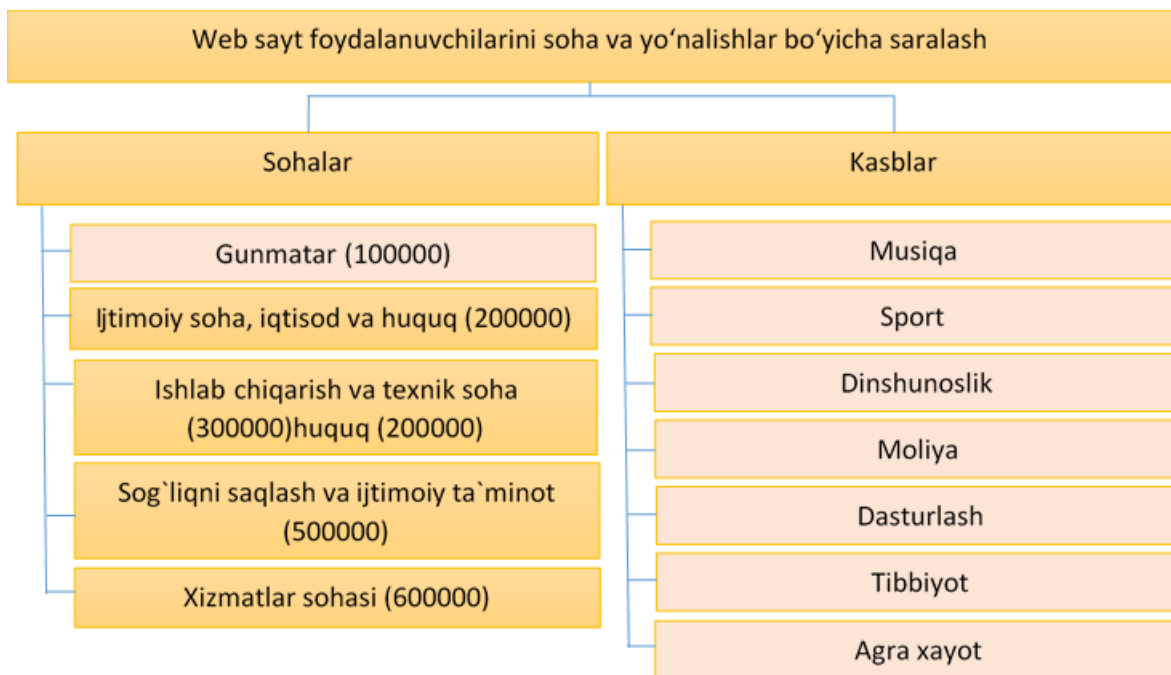 Web sayt foydalanuvchilarini soha va yo‘nalishlar bo‘yicha saralash
Sohalar
Gunmatar (100000)
Ijtimoiy soha, iqtisod va huquq (200000)
Ishlab chiqarish va texnik soha
(300000)huquq (200000)
Sog`liqni saqlash va ijtimoiy ta`minot
(500000)
Xizmatlar sohasi (600000)
Kasblar
Musiqa
Sport
Dinshunoslik
Moliya
Dasturlash
Tibbiyot
Agra xayot